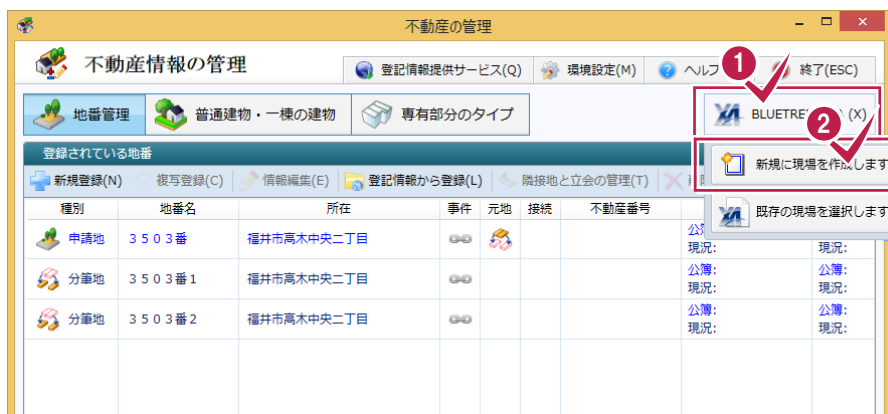 不動産の管理
不動産情報の管理
登記情報提供サービス(Q)
環境設定(M)
ヘルプ
終了(ESC)
1
地番管理
普通建物・一棟の建物
専有部分のタイプ
BLUETRE
(X)
2
登録されている地番
新規に現場を作成します
新規登録(N)
複写登録(C)
情報編集(E)
登記情報から登録(L)
隣接地と立会の管理(T)
種別 地番名 所在 事件 元地 接続 不動産番号
既存の現場を選択します
申請地 3503番 福井市高木中央二丁目
現況: 現況:
分筆地 3503番1 福井市高木中央二丁目 公簿: 公簿:
現況: 現況:
分筆地 3503番2 福井市高木中央二丁目 公簿: 公簿:
現況: 現況: